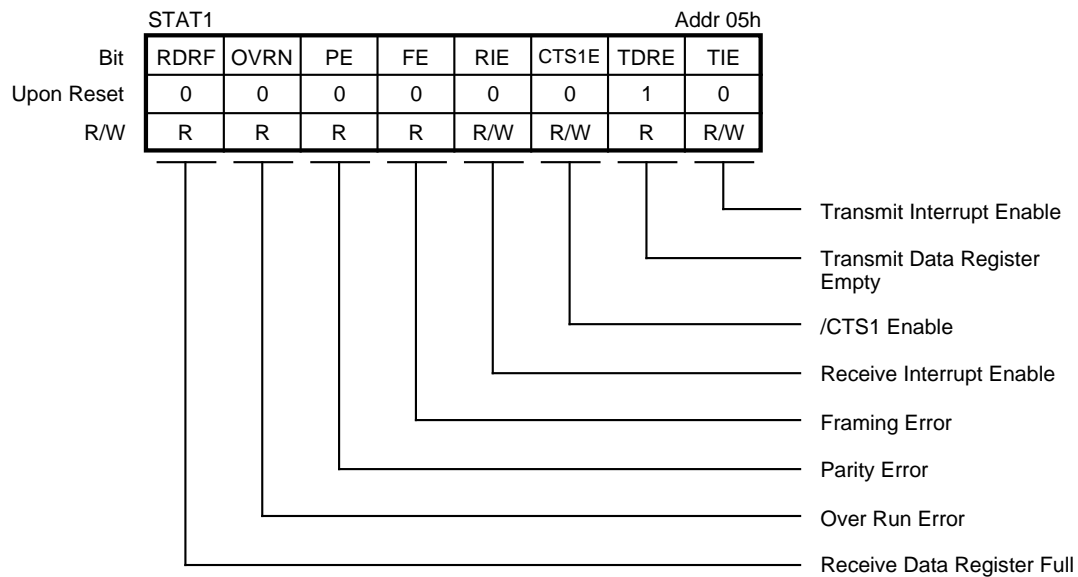 STAT1 Addr 05h
Bit RDRF OVRN PE FE RIE CTS1E TDRE TIE
Upon Reset 0 0 0 0 0 0 1 0
R/W R R R R R/W R/W R R/W
Transmit Interrupt Enable
Transmit Data Register
Empty
/CTS1 Enable
Receive Interrupt Enable
Framing Error
Parity Error
Over Run Error
Receive Data Register Full